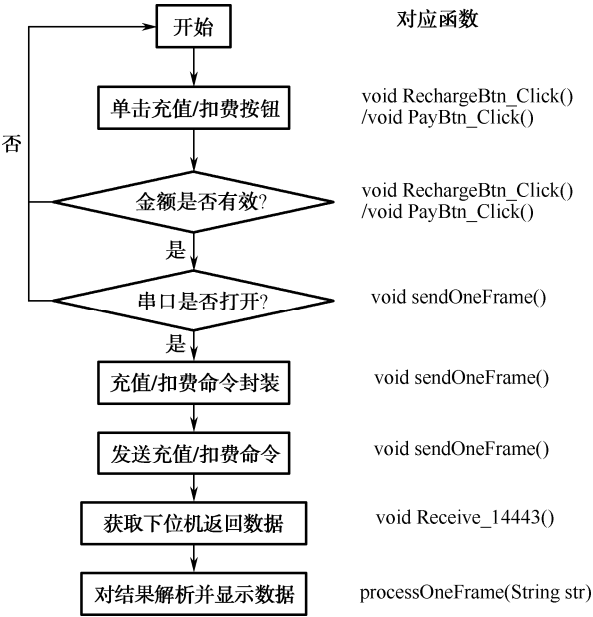 开始
对应函数
单击充值/扣费按钮
void RechargeBtn_Click()
/void PayBtn_Click()
否
金额是否有效?
void RechargeBtn_Click()
/void PayBtn_Click()
是
串口是否打开?
void sendOneFrame()
是
充值/扣费命令封装
void sendOneFrame()
发送充值/扣费命令
void sendOneFrame()
获取下位机返回数据
void Receive_14443()
对结果解析并显示数据
processOneFrame(String str)